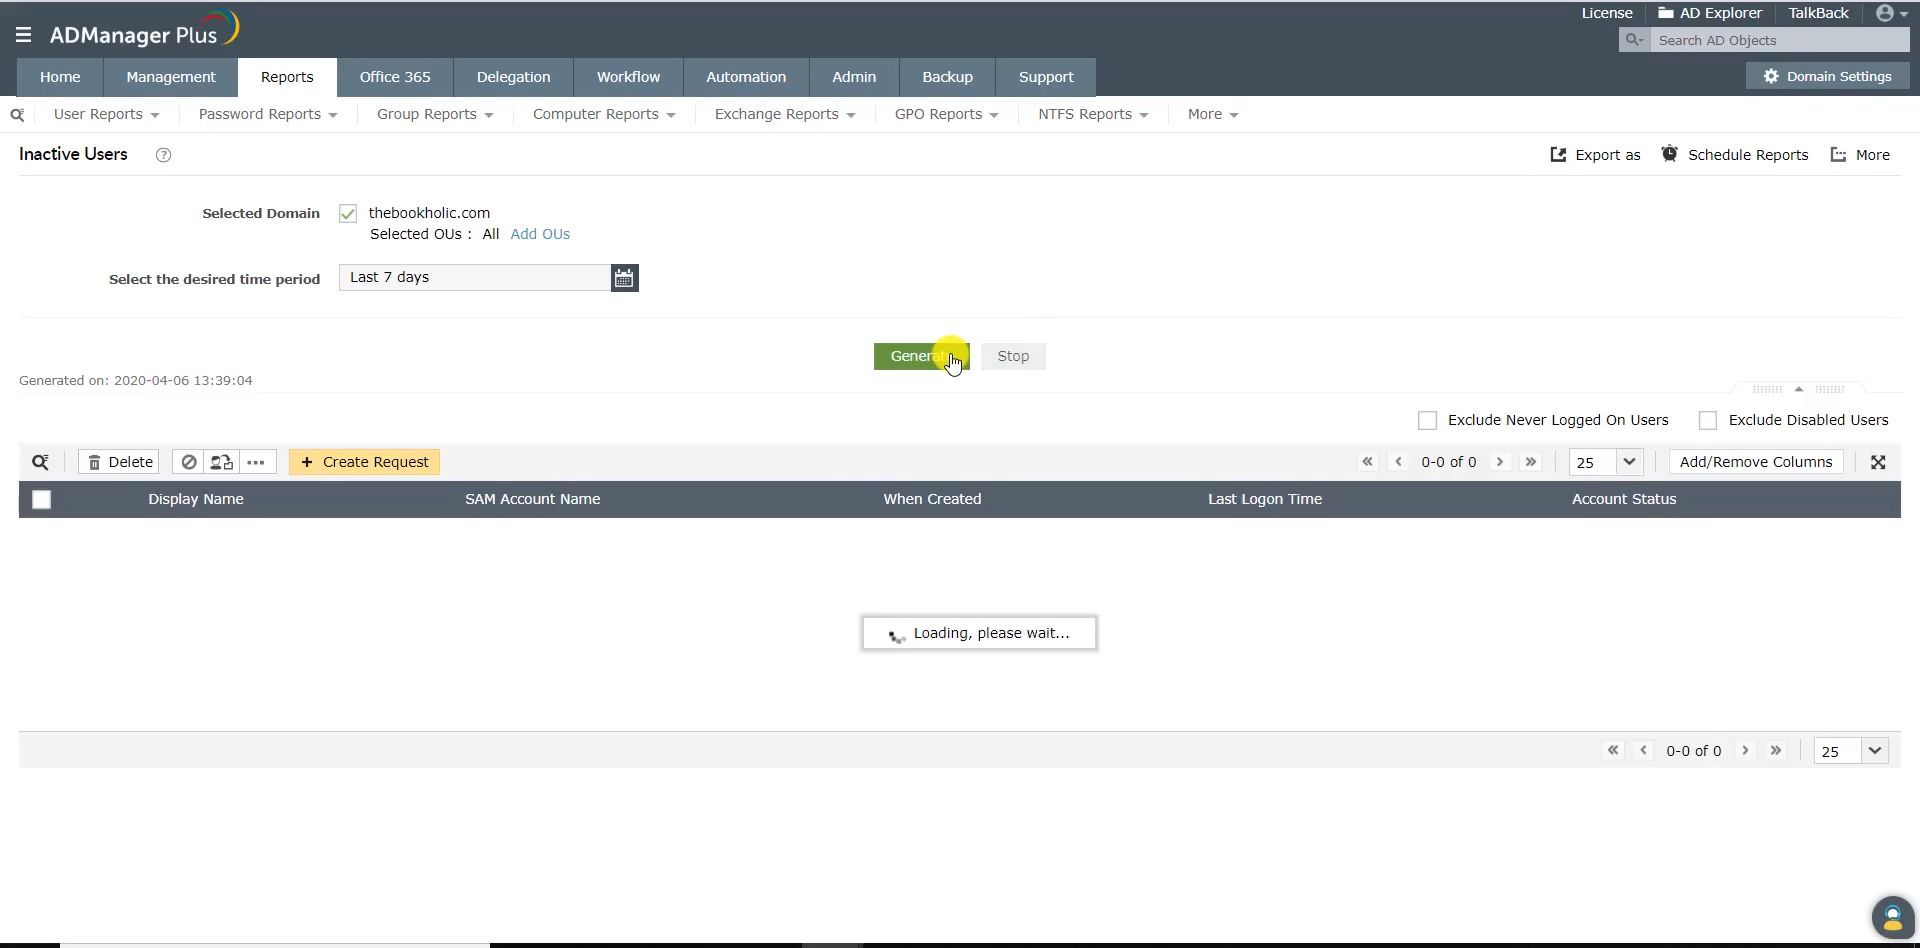 License AD Explorer TalkBack
ADManager Plus
Search AD Objects
Home Management Reports Office 365 Delegation Workflow Automation Admin Backup Support Domain Settings
User Reports Password Reports Group Reports Computer Reports Exchange Reports GPO Reports NTFS Reports More
Inactive Users ? Export as Schedule Reports More
Selected Domain thebookholic.com
Selected OUs : All Add OUs
Select the desired time period Last 7 days
Stop
Generated on: 2020-04-06 13:39:04
Exclude Never Logged On Users Exclude Disabled Users
Delete ••• + Create Request « ‹ 0-0 of 0 › » 25 Add/Remove Columns
Display Name SAM Account Name When Created Last Logon Time Account Status
Loading, please wait...
« ‹ 0-0 of 0 › » 25